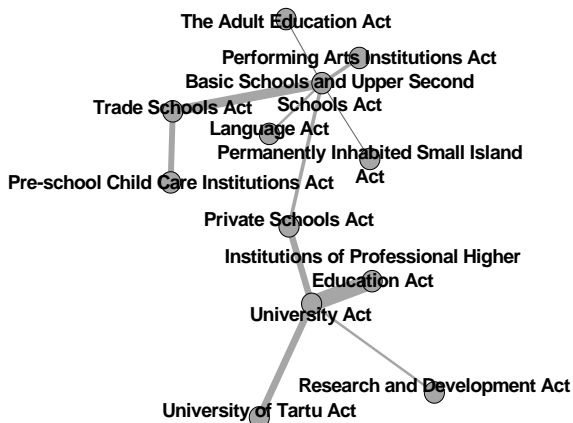 The Adult Education Act
Performing Arts Institutions Act
Basic Schools and Upper Second
Schools Act
Trade Schools Act
Language Act
Permanently Inhabited Small Island
Act
Pre-school Child Care Institutions Act
Private Schools Act
Institutions of Professional Higher
Education Act
University Act
Research and Development Act
University of Tartu Act